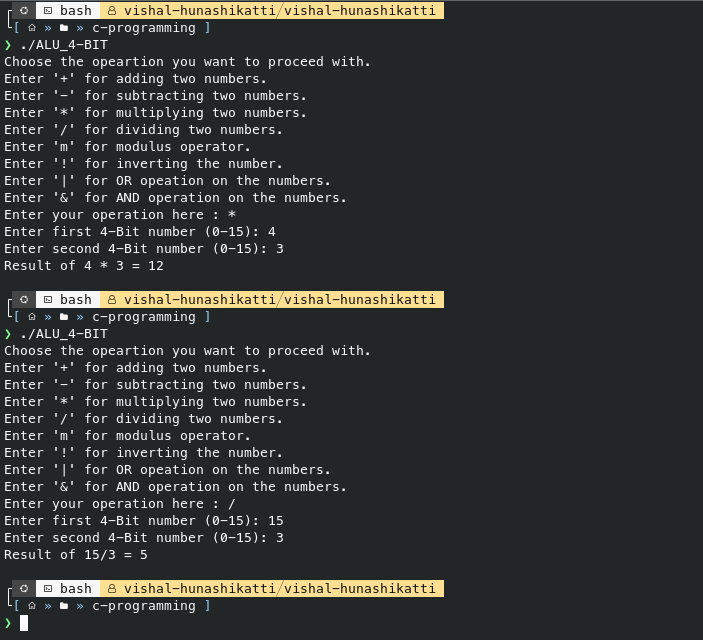 bash vishal-hunashikatti/vishal-hunashikatti
[ » » c-programming ]
❯ ./ALU_4-BIT
Choose the opeartion you want to proceed with.
Enter '+' for adding two numbers.
Enter '-' for subtracting two numbers.
Enter '*' for multiplying two numbers.
Enter '/' for dividing two numbers.
Enter 'm' for modulus operator.
Enter '!' for inverting the number.
Enter '|' for OR opeation on the numbers.
Enter '&' for AND operation on the numbers.
Enter your operation here : *
Enter first 4-Bit number (0-15): 4
Enter second 4-Bit number (0-15): 3
Result of 4 * 3 = 12
bash vishal-hunashikatti/vishal-hunashikatti
[ » » c-programming ]
❯ ./ALU_4-BIT
Choose the opeartion you want to proceed with.
Enter '+' for adding two numbers.
Enter '-' for subtracting two numbers.
Enter '*' for multiplying two numbers.
Enter '/' for dividing two numbers.
Enter 'm' for modulus operator.
Enter '!' for inverting the number.
Enter '|' for OR opeation on the numbers.
Enter '&' for AND operation on the numbers.
Enter your operation here : /
Enter first 4-Bit number (0-15): 15
Enter second 4-Bit number (0-15): 3
Result of 15/3 = 5
bash vishal-hunashikatti/vishal-hunashikatti
[ » » c-programming ]
❯